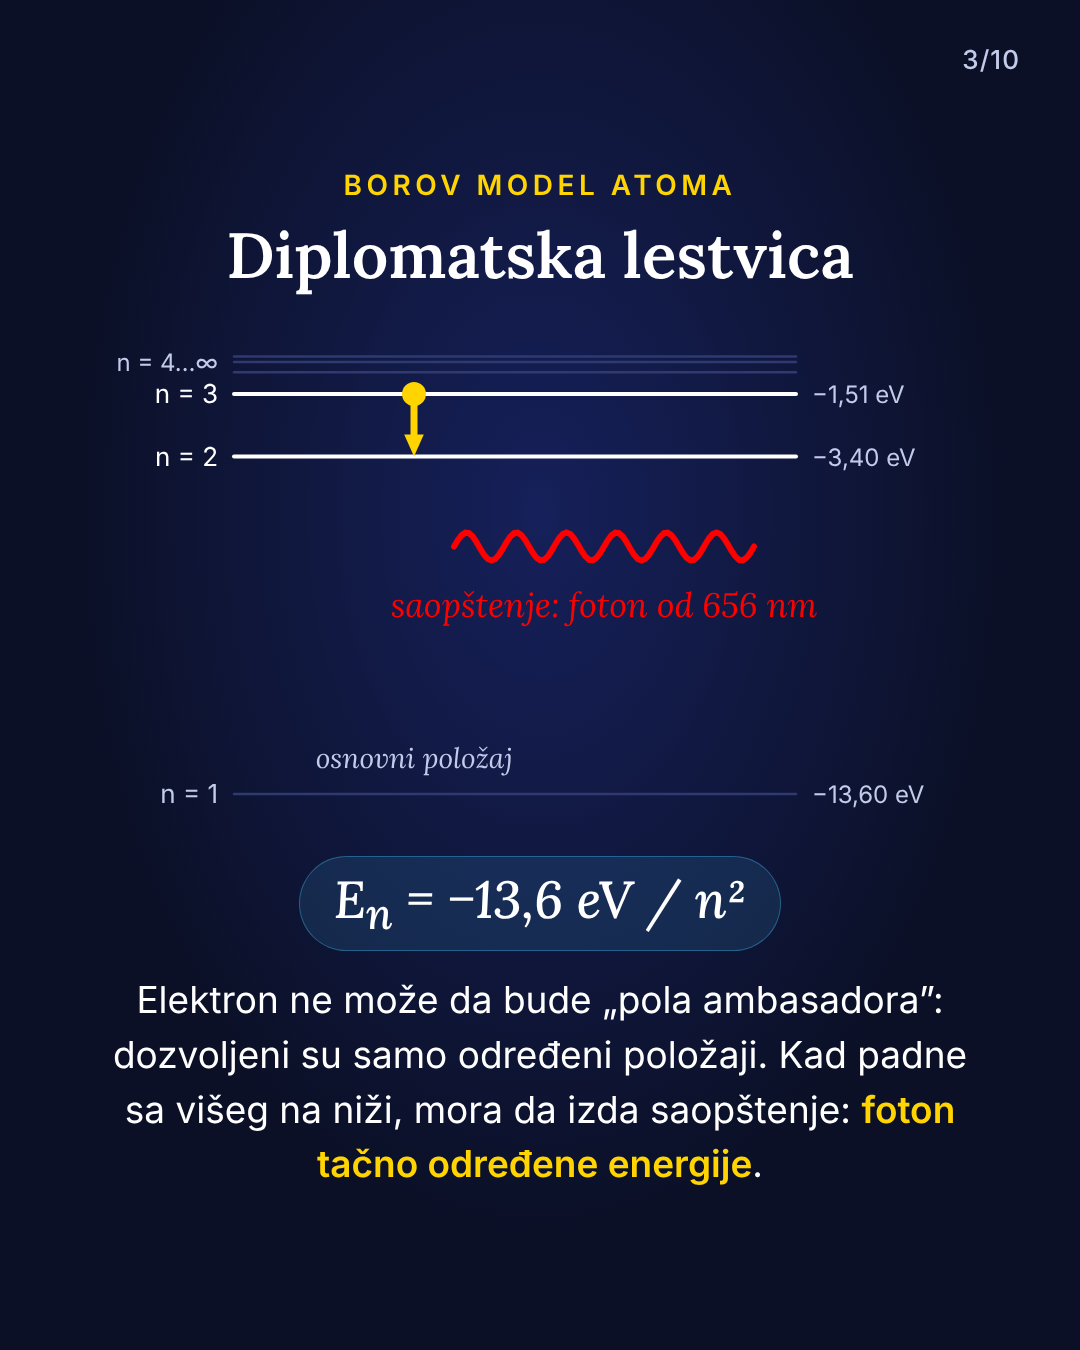 3/10
BOROV MODEL ATOMA
Diplomatska lestvica
n = 4...∞
n = 3 −1,51 eV
n = 2 −3,40 eV
saopštenje: foton od 656 nm
osnovni položaj
n = 1 −13,60 eV
Eₙ = −13,6 eV / n²
Elektron ne može da bude „pola ambasadora”:
dozvoljeni su samo određeni položaji. Kad padne
sa višeg na niži, mora da izda saopštenje: foton
tačno određene energije.